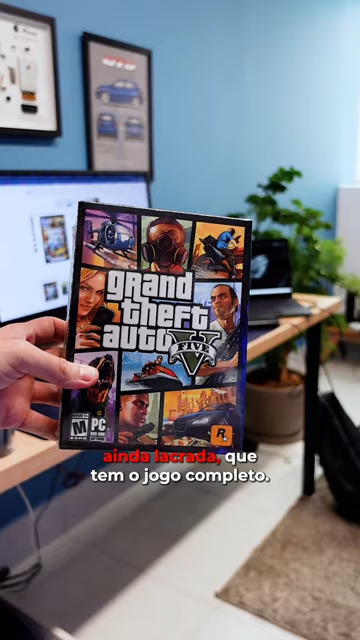 grand
theft
auto
FIVE
M
PC
R
ainda lacrada, que
tem o jogo completo.